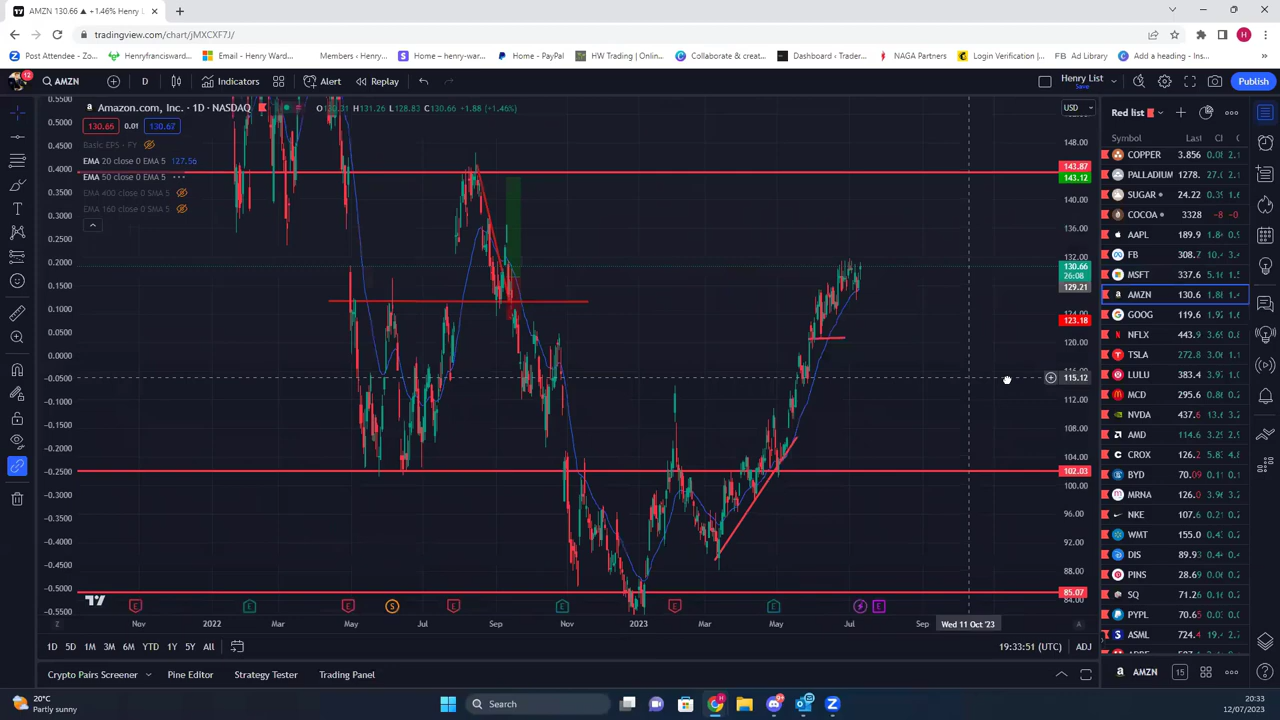 AMZN 130.66 ▲ +1.46% Henry L
tradingview.com/chart/jMXCXF7J/
Post Attendee - Zo...
Henryfranciswardd...
Email - Henry Ward...
Members ‹ Henry...
Home – henry-war...
Home - PayPal
HW Trading | Onlin...
Collaborate & creat...
Dashboard ‹ Trader...
NAGA Partners
Login Verification |...
Ad Library
Add a heading - Ins...
12
AMZN
D
Indicators
Alert
Replay
Henry List
Save
Publish
Amazon.com, Inc. · 1D · NASDAQ
H131.26 L128.83 C130.66 +1.88 (+1.46%)
130.66 0.01 130.67
Basic EPS - FY
EMA 20 close 0 EMA 5 127.56
EMA 50 close 0 SMA 5
EMA 400 close 0 SMA 5
EMA 160 close 0 SMA 5
0.5500
0.5000
0.4500
0.4000
0.3500
0.3000
0.2500
0.2000
0.1500
0.1000
0.0500
0.0000
-0.0500
-0.1000
-0.1500
-0.2000
-0.2500
-0.3000
-0.3500
-0.4000
-0.4500
-0.5000
-0.5500
USD
148.00
143.87
143.12
140.00
136.00
132.00
130.66
26:08
129.21
124.00
123.18
120.00
115.12
112.00
108.00
104.00
102.03
100.00
96.00
92.00
88.00
85.07
84.00
Nov 2022 Mar May Jul Sep Nov 2023 Mar May Jul Sep Wed 11 Oct '23
1D 5D 1M 3M 6M YTD 1Y 5Y All
19:33:51 (UTC) ADJ
Crypto Pairs Screener Pine Editor Strategy Tester Trading Panel
Red list
Symbol Last
COPPER 3.856
PALLADIUM 1278.
SUGAR 24.22
COCOA 3328 -8
AAPL 189.9
FB 308.
MSFT 337.6
AMZN 130.6
GOOG 119.6
NFLX 443.9
TSLA 272.8
LULU 383.4
MCD 295.6
NVDA 437.6
AMD 114.6
CROX 126.2
BYD 70.09
MRNA 126.0
NKE 107.6
WMT 155.0
DIS 89.93
PINS 28.69
SQ 71.26
PYPL 70.65
ASML 724.4
AMZN 15
20°C
Partly sunny
Search
20:33
12/07/2023